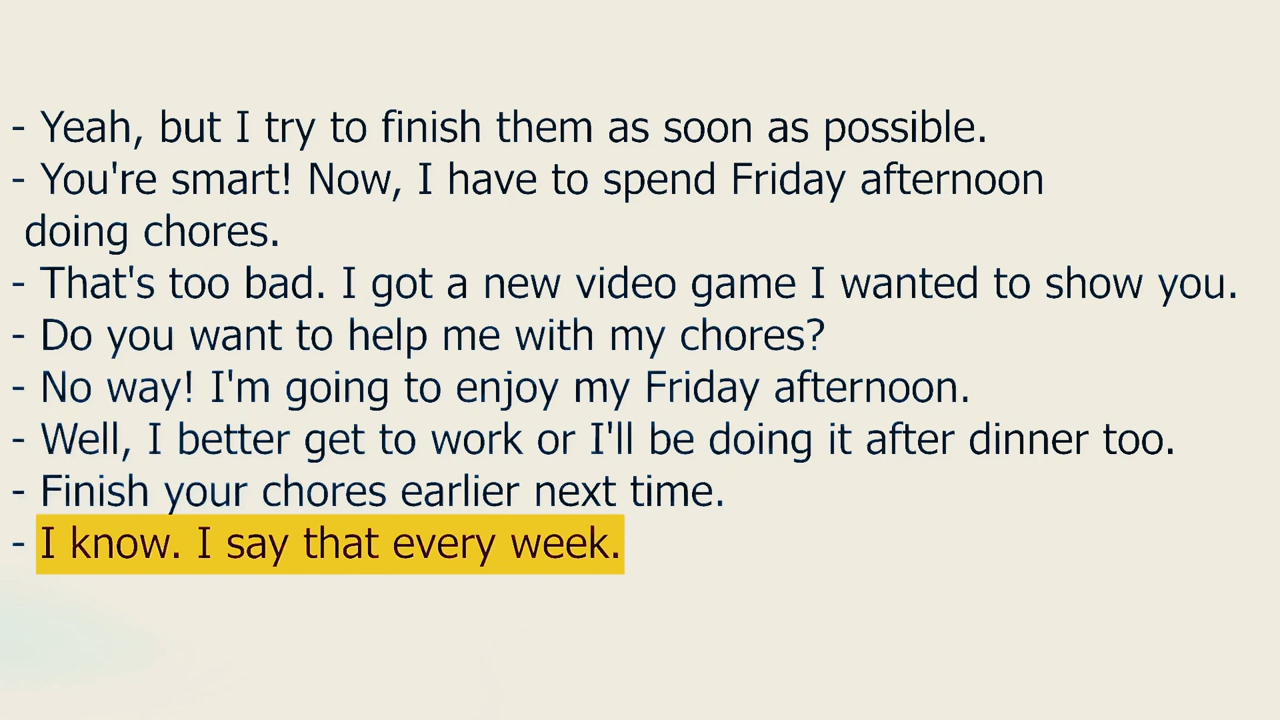 - Yeah, but I try to finish them as soon as possible.
- You're smart! Now, I have to spend Friday afternoon
doing chores.
- That's too bad. I got a new video game I wanted to show you.
- Do you want to help me with my chores?
- No way! I'm going to enjoy my Friday afternoon.
- Well, I better get to work or I'll be doing it after dinner too.
- Finish your chores earlier next time.
- I know. I say that every week.